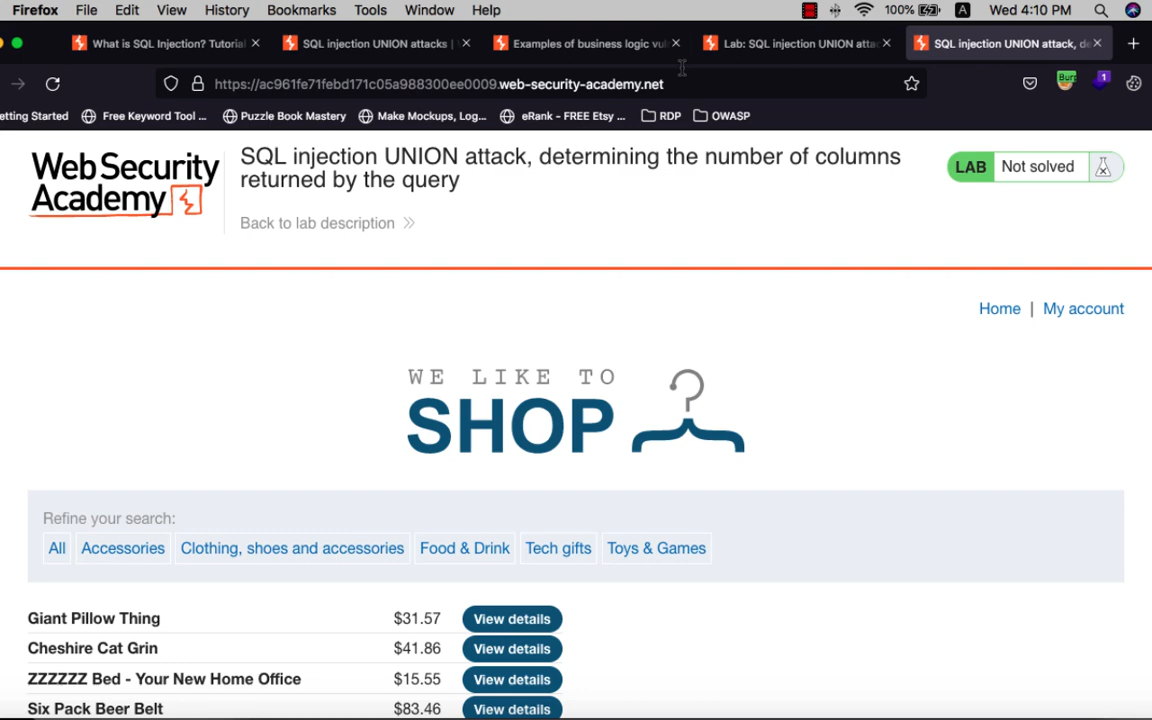 Firefox File Edit View History Bookmarks Tools Window Help 100% A Wed 4:10 PM
What is SQL Injection? Tutorial SQL injection UNION attacks | Examples of business logic vul Lab: SQL injection UNION attac SQL injection UNION attack, de
https://ac961fe71febd171c05a988300ee0009.web-security-academy.net Burp 1
etting Started Free Keyword Tool ... Puzzle Book Mastery Make Mockups, Log... eRank - FREE Etsy ... RDP OWASP
Web Security
Academy
SQL injection UNION attack, determining the number of columns
returned by the query
LAB Not solved
Back to lab description
Home | My account
WE LIKE TO
SHOP
Refine your search:
All Accessories Clothing, shoes and accessories Food & Drink Tech gifts Toys & Games
Giant Pillow Thing $31.57 View details
Cheshire Cat Grin $41.86 View details
ZZZZZZ Bed - Your New Home Office $15.55 View details
Six Pack Beer Belt $83.46 View details